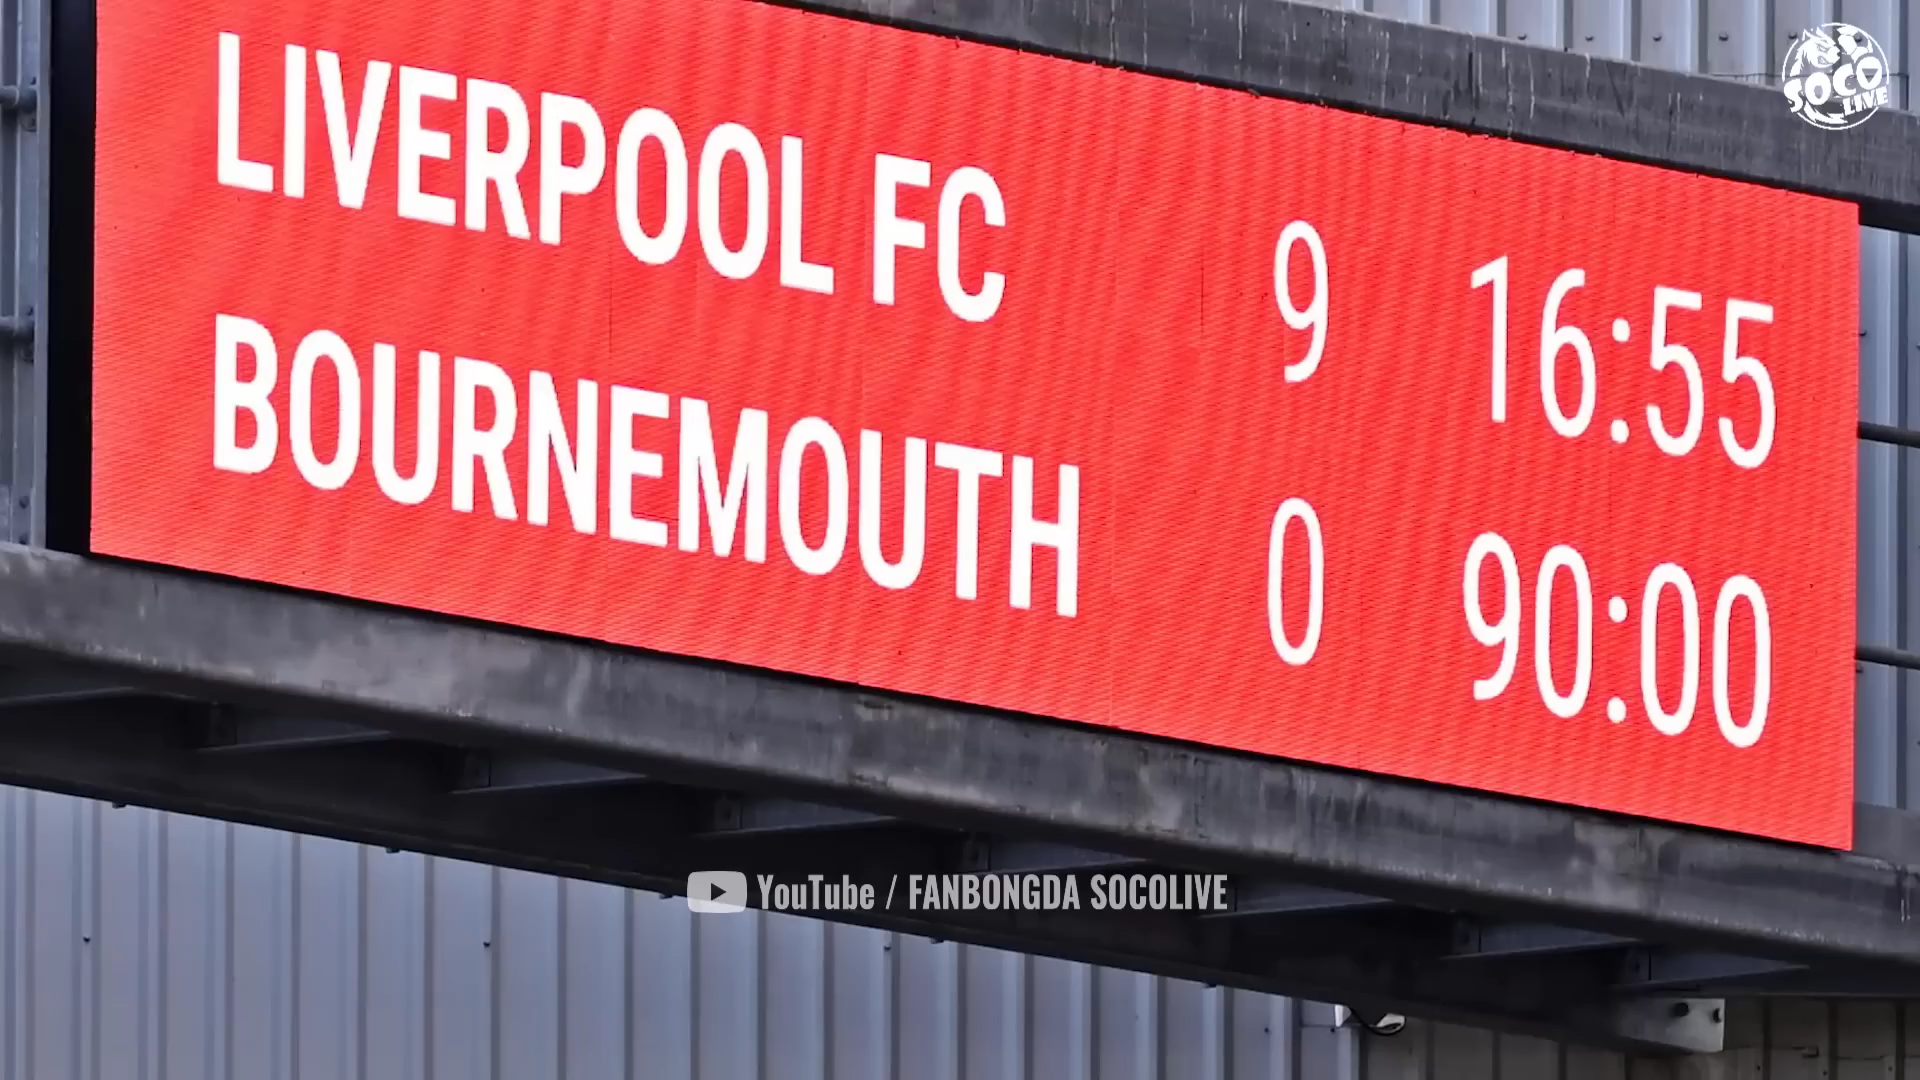 SOCO
LIVE
LIVERPOOL FC 9 16:55
BOURNEMOUTH 0 90:00
YouTube / FANBONGDA SOCOLIVE